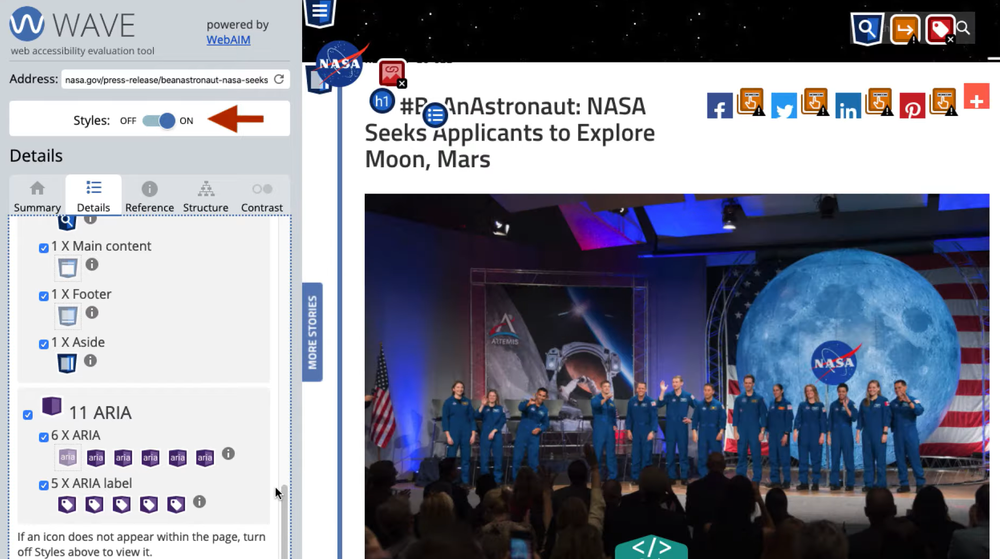 WAVE
powered by
WebAIM
web accessibility evaluation tool
Address: nasa.gov/press-release/beanastronaut-nasa-seeks
Styles: OFF ON
Details
Summary Details Reference Structure Contrast
1 X Main content
1 X Footer
1 X Aside
11 ARIA
6 X ARIA
aria aria aria aria aria aria
5 X ARIA label
If an icon does not appear within the page, turn
off Styles above to view it.
NASA
h1
#BeAnAstronaut: NASA
Seeks Applicants to Explore
Moon, Mars
MORE STORIES
ARTEMIS
NASA
</>